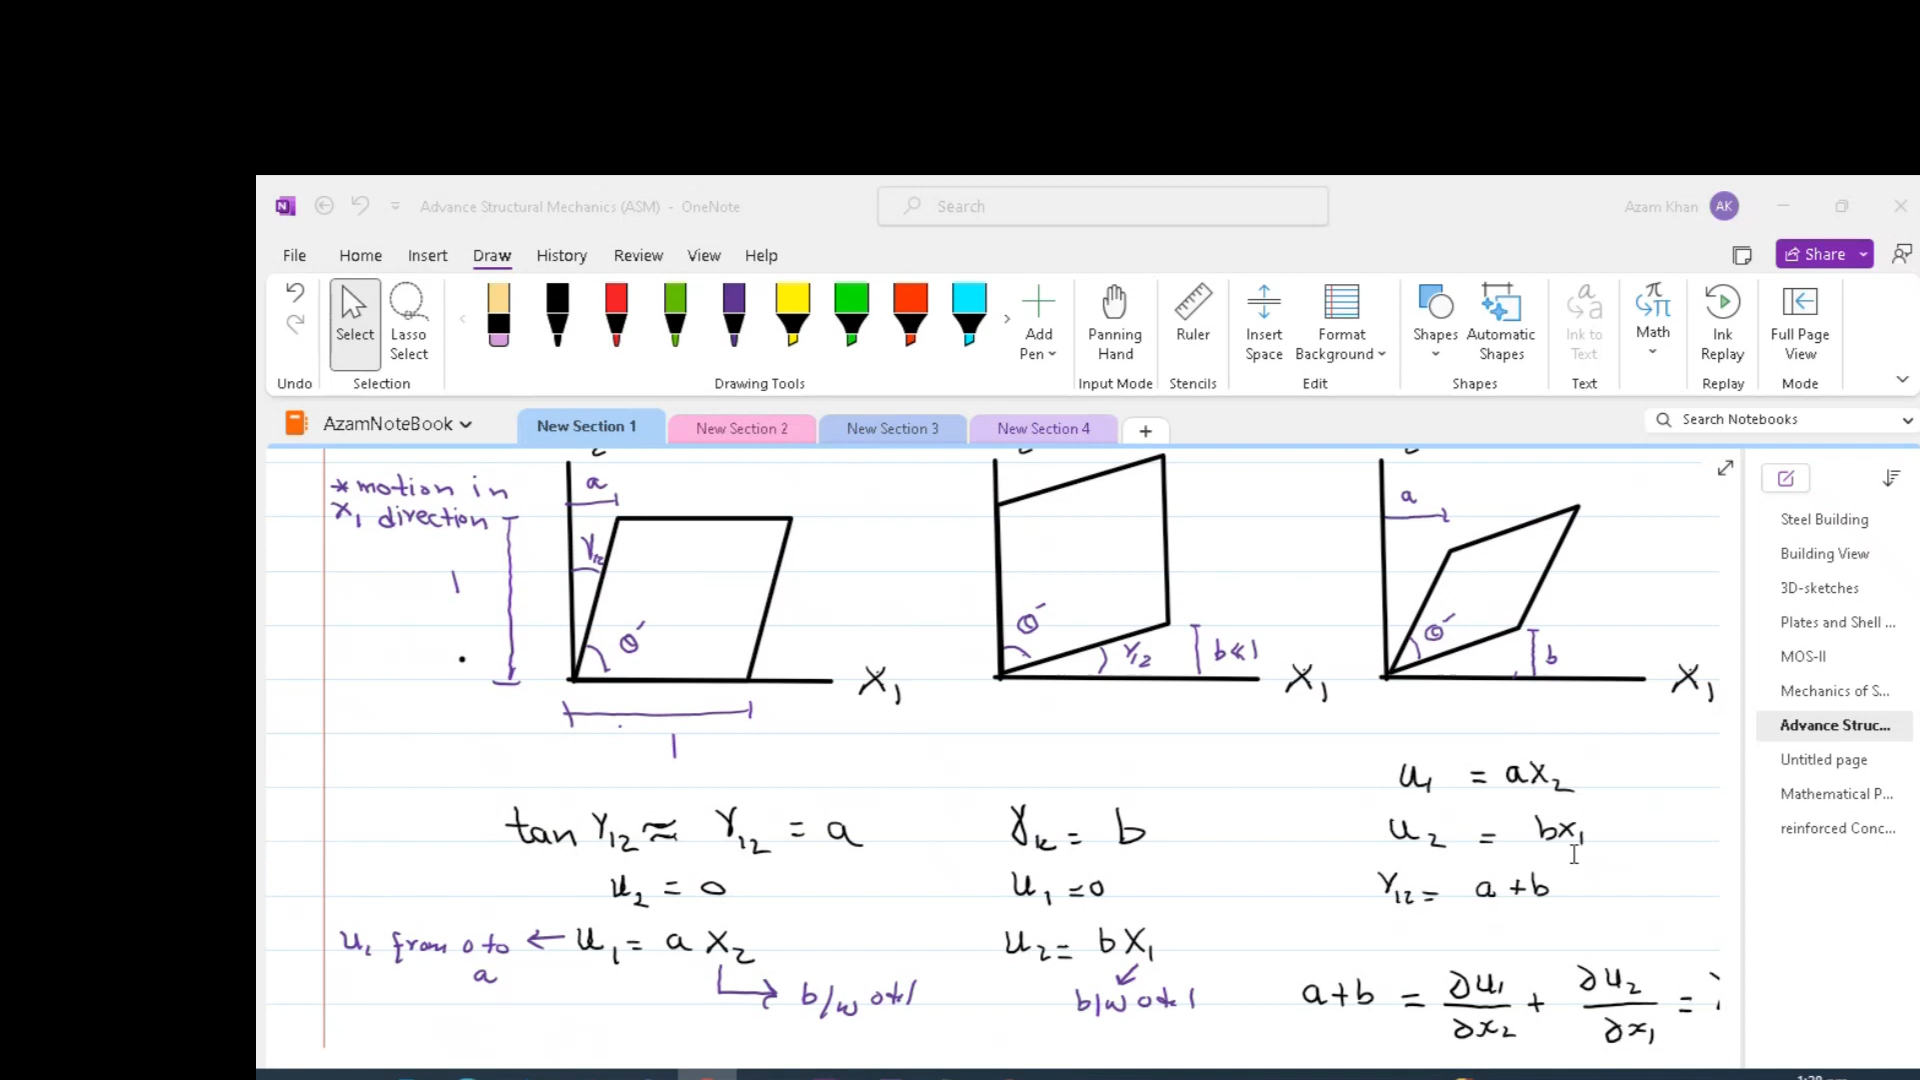 Advance Structural Mechanics (ASM) - OneNote
Search
Azam Khan AK
File Home Insert Draw History Review View Help
Share
Select
Lasso Select
Add Pen
Panning Hand
Ruler
Insert Space
Format Background
Shapes
Automatic Shapes
Ink to Text
Math
Ink Replay
Full Page View
Undo Selection Drawing Tools Input Mode Stencils Edit Shapes Text Replay Mode
AzamNoteBook
New Section 1 New Section 2 New Section 3 New Section 4 +
Search Notebooks
Steel Building
Building View
3D-sketches
Plates and Shell ...
MOS-II
Mechanics of S...
Advance Struc...
Untitled page
Mathematical P...
reinforced Conc...
* motion in
X₁ direction
1
a
γ₁₂
θ'
X₁
1
θ'
γ₁₂
b≪1
X₁
a
θ'
b
X₁
tan γ₁₂ ≈ γ₁₂ = a
u₂ = 0
u₁ from 0 to a ← u₁ = a X₂
b/w 0 & 1
γ₁₂ = b
u₁ = 0
u₂ = b X₁
b/w 0 & 1
u₁ = a X₂
u₂ = b x₁
γ₁₂ = a + b
a + b = ∂u₁/∂x₂ + ∂u₂/∂x₁ =